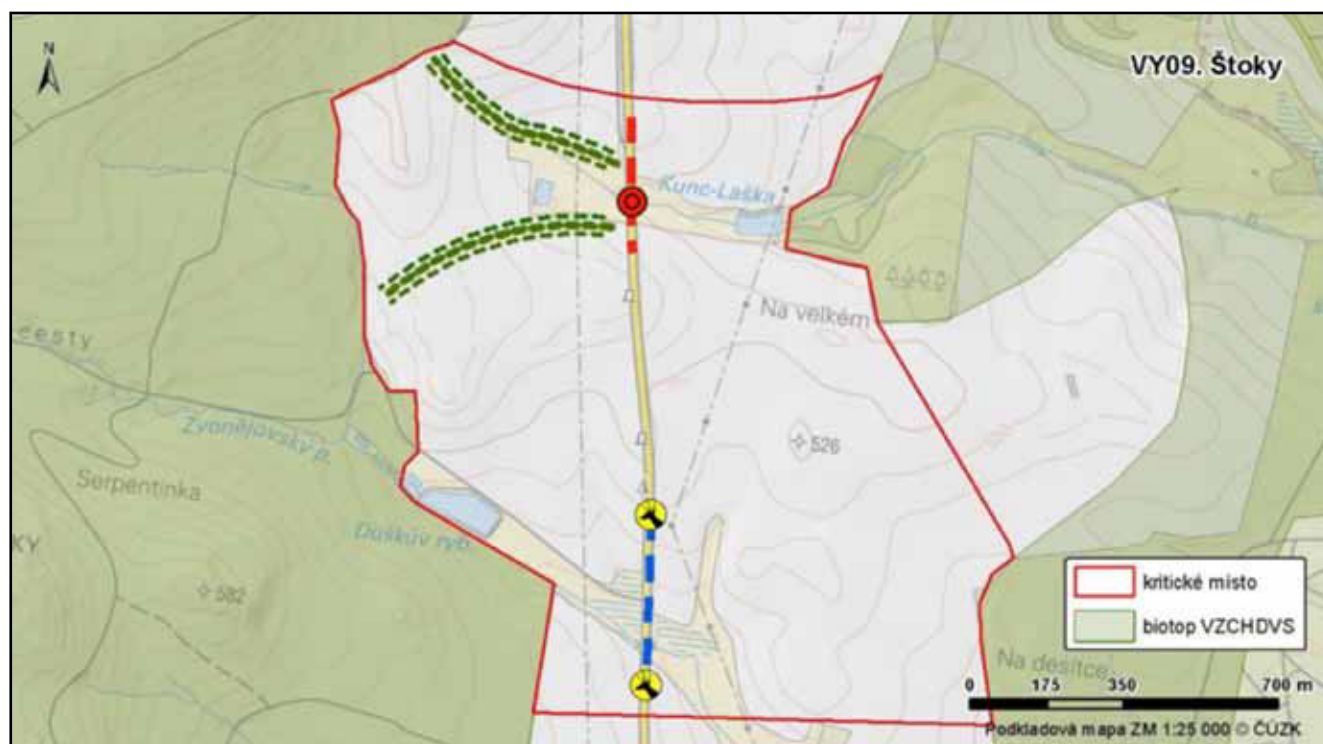 N
VY09. Štoky
Kunc-Laška
Na velkém
cesty
526
Zvonějovský p.
Serpentinka
Duškův ryb.
KY
582
kritické místo
biotop VZCHDVS
Na desítce
0 175 350 700 m
Podkladová mapa ZM 1:25 000 © ČÚZK